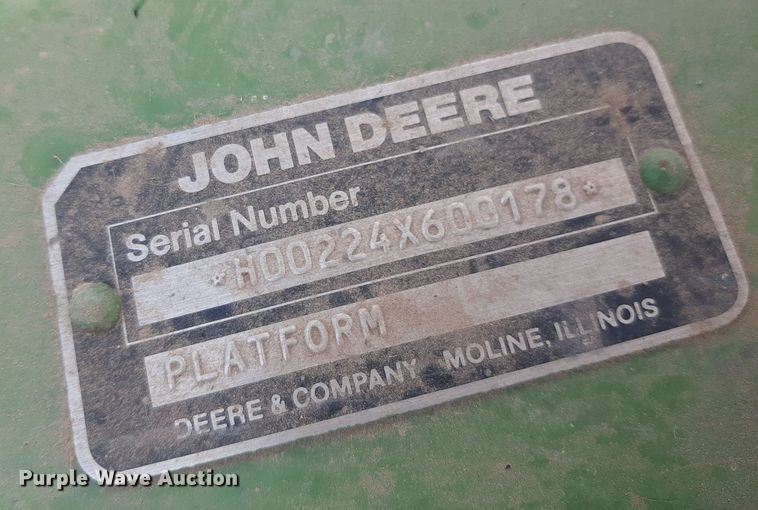 JOHN DEERE
Serial Number
*H00224X600178*
PLATFORM
DEERE & COMPANY MOLINE, ILLINOIS
Purple Wave Auction